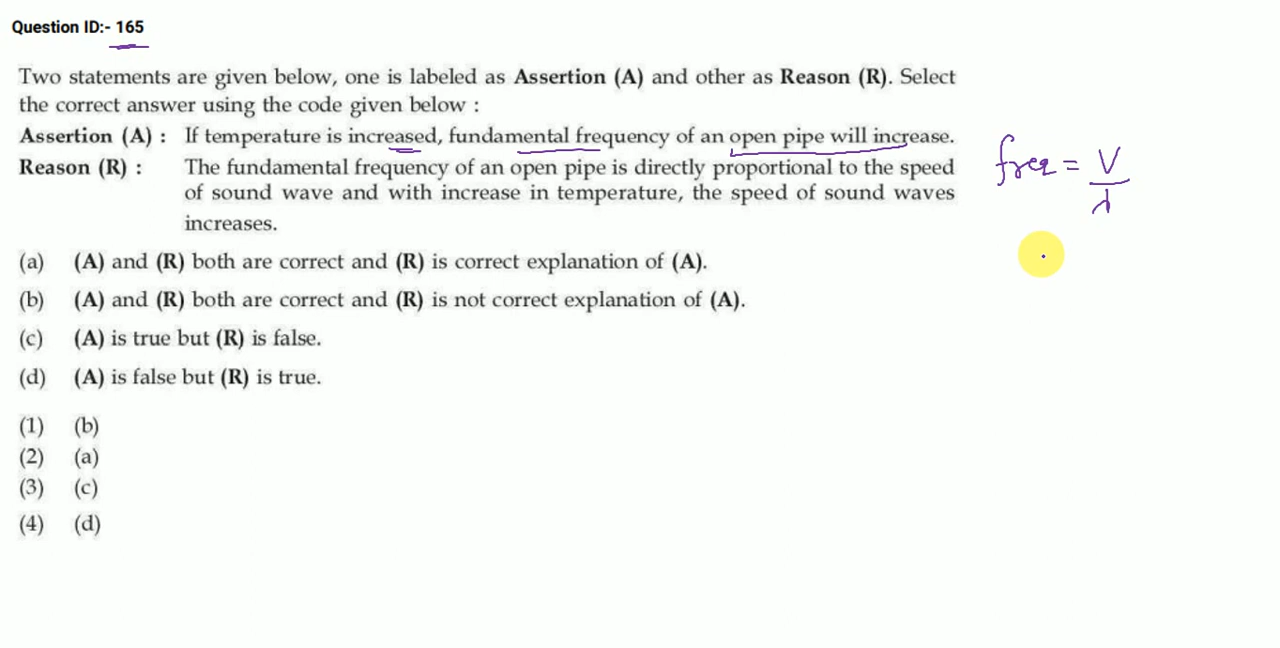 Question ID:- 165
Two statements are given below, one is labeled as Assertion (A) and other as Reason (R). Select
the correct answer using the code given below :
Assertion (A) : If temperature is increased, fundamental frequency of an open pipe will increase.
Reason (R) : The fundamental frequency of an open pipe is directly proportional to the speed
of sound wave and with increase in temperature, the speed of sound waves
increases.
(a) (A) and (R) both are correct and (R) is correct explanation of (A).
(b) (A) and (R) both are correct and (R) is not correct explanation of (A).
(c) (A) is true but (R) is false.
(d) (A) is false but (R) is true.
(1) (b)
(2) (a)
(3) (c)
(4) (d)
freq = V
λ